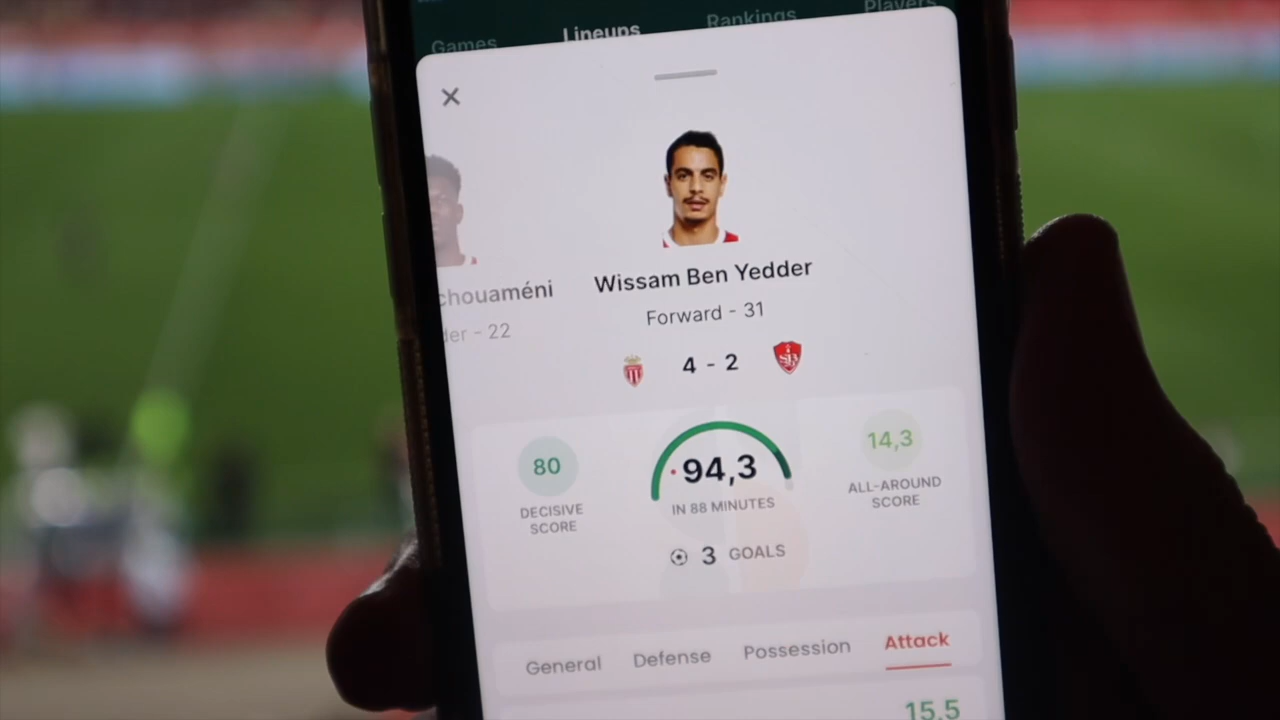 Games Lineups Rankings Players
Wissam Ben Yedder
chouaméni
Forward - 31
der - 22
4 - 2
80
94,3
14,3
DECISIVE
SCORE
IN 88 MINUTES
ALL-AROUND
SCORE
3 GOALS
General Defense Possession Attack
15,5